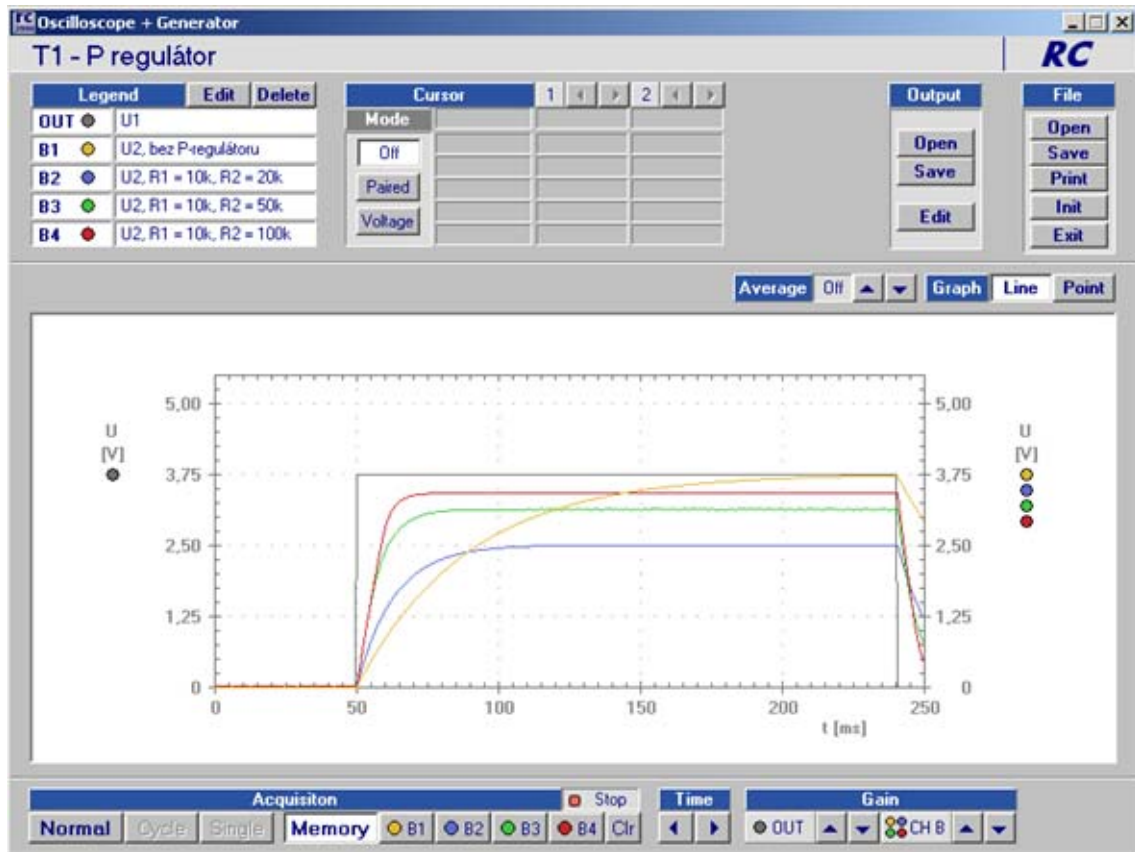 Oscilloscope + Generator
T1 - P regulátor
RC
Legend Edit Delete
OUT U1
B1 U2, bez P-regulátoru
B2 U2, R1 = 10k, R2 = 20k
B3 U2, R1 = 10k, R2 = 50k
B4 U2, R1 = 10k, R2 = 100k
Cursor 1 2
Mode
Off
Paired
Voltage
Output
Open
Save
Edit
File
Open
Save
Print
Init
Exit
Average Off Graph Line Point
5,00 5,00
U U
[V] [V]
3,75 3,75
2,50 2,50
1,25 1,25
0 0
0 50 100 150 200 250
t [ms]
Acquisiton Stop Time Gain
Normal Cycle Single Memory B1 B2 B3 B4 Clr OUT CH B